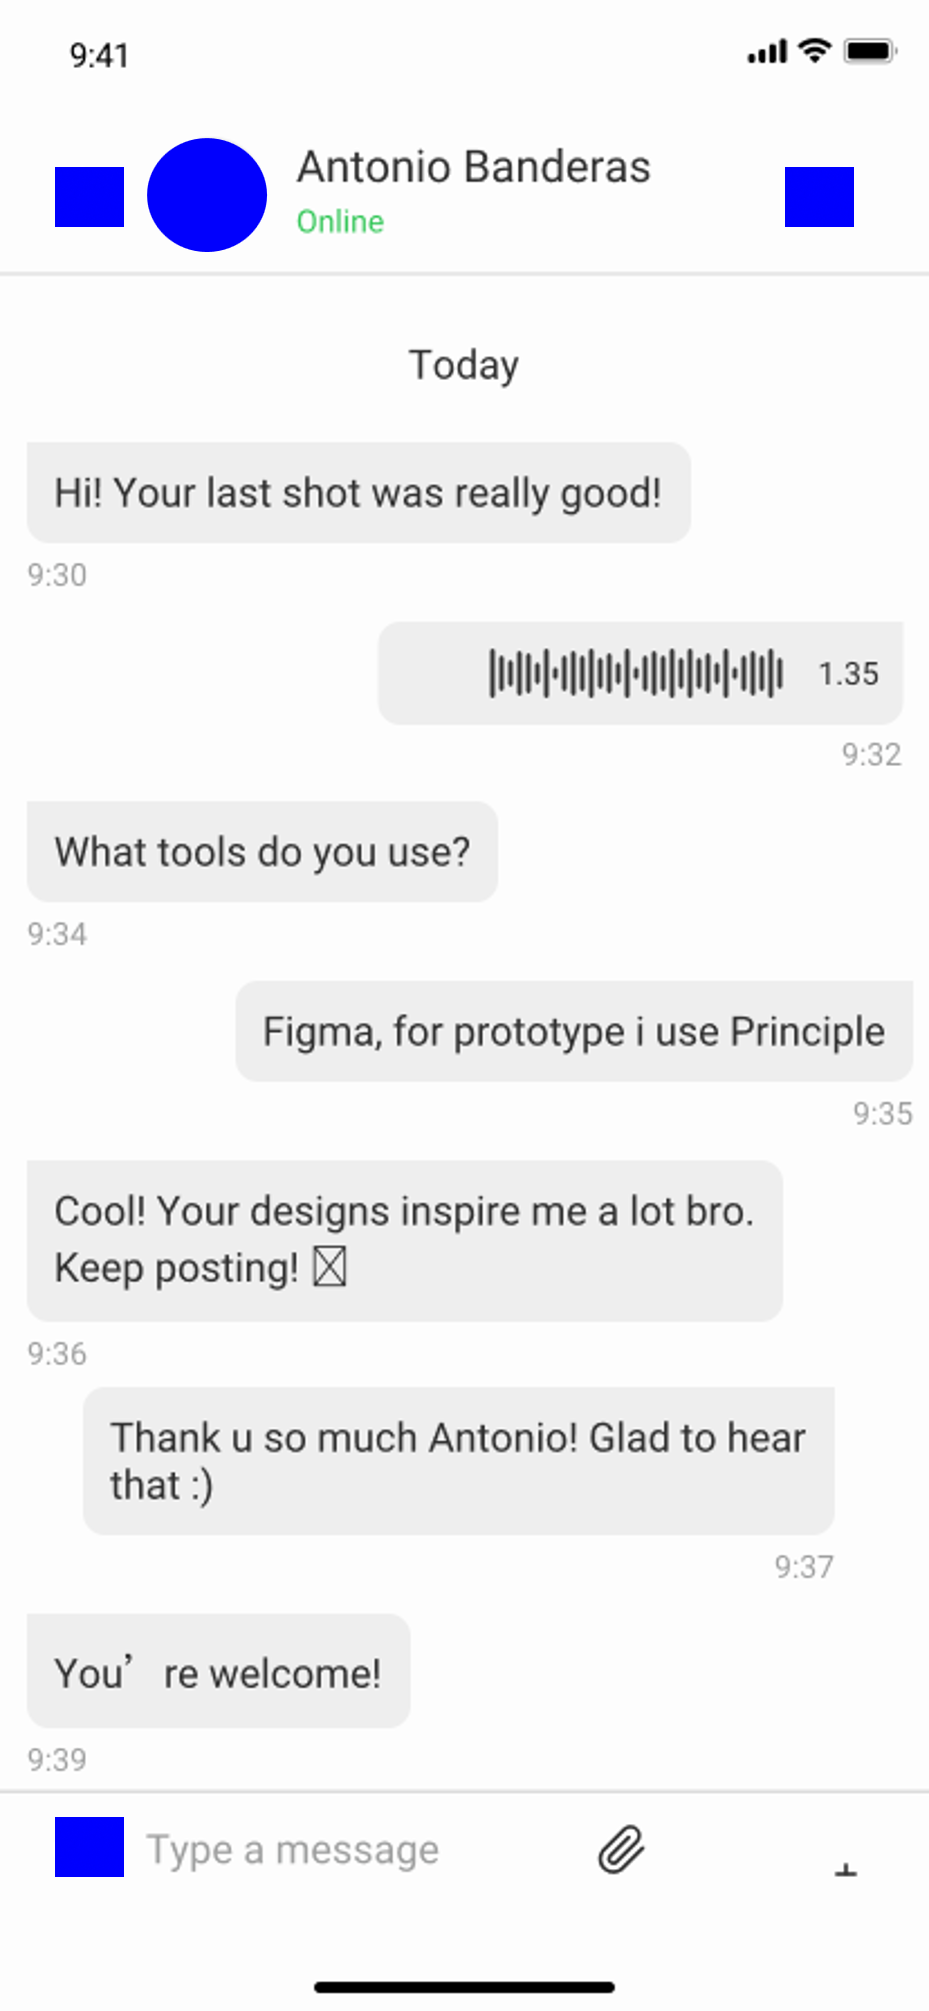 9:41
Antonio Banderas
Online
Today
Hi! Your last shot was really good!
9:30
1.35
9:32
What tools do you use?
9:34
Figma, for prototype i use Principle
9:35
Cool! Your designs inspire me a lot bro.
Keep posting!
9:36
Thank u so much Antonio! Glad to hear
that :)
9:37
You’ re welcome!
9:39
Type a message